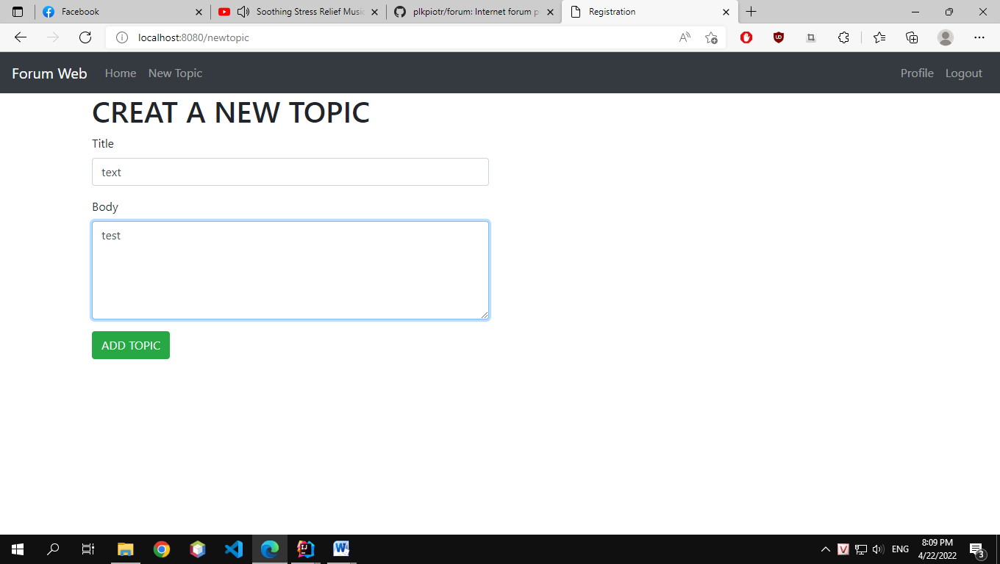 Facebook
Soothing Stress Relief Music
plkpiotr/forum: Internet forum p
Registration
localhost:8080/newtopic
Forum Web Home New Topic Profile Logout
CREAT A NEW TOPIC
Title
text
Body
test
ADD TOPIC
ENG
8:09 PM
4/22/2022
3